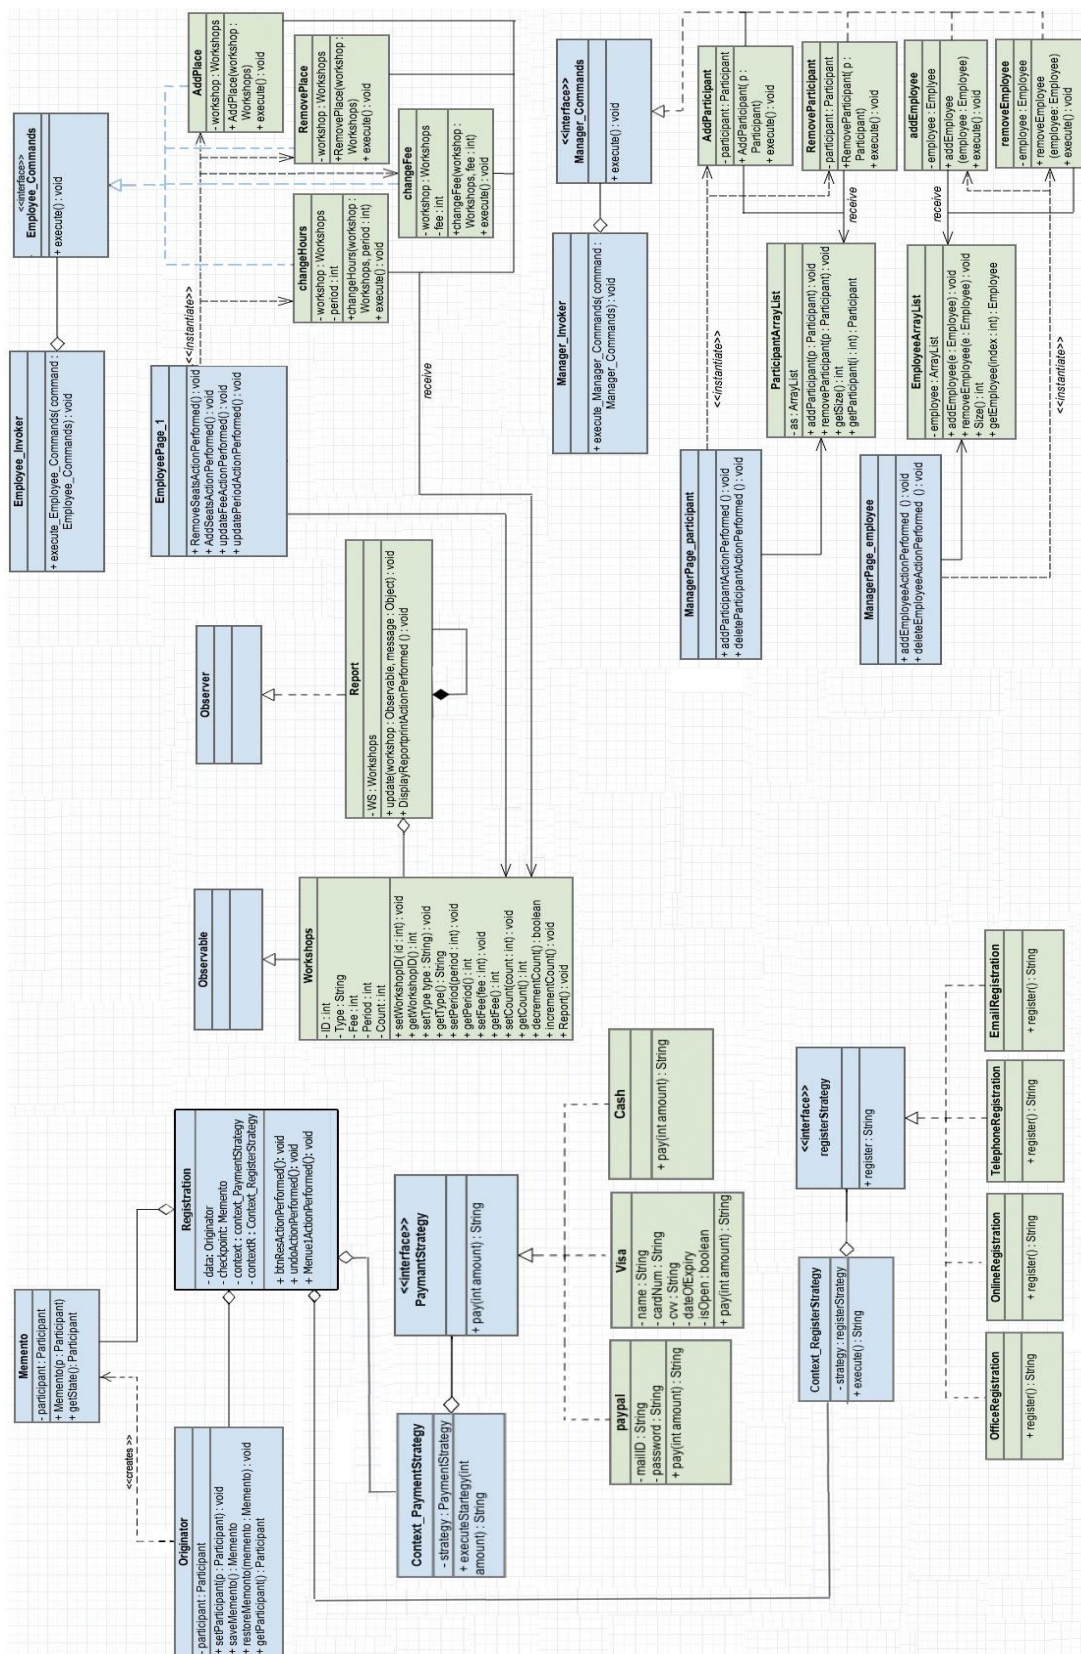 Originator
- participant : Participant
+ setParticipant(p : Participant) : void
+ saveMemento() : Memento
+ restoreMemonto(memento : Memento) : void
+ getParticipant() : Participant
<<creates >>
Memento
- participant : Participant
+ Memento(p : Participant)
+ getState(): Participant
Registration
- data: Originator
- checkpoint: Memento
- context : context_PaymentStrategy
- contextR : Context_RegisterStrategy
+ btnResActionPerformed(): void
+ undoActionPerformed(): void
+ Menue1ActionPerformed(): void
Context_PaymentStrategy
- strategy : PaymentStrategy
+ executeStartegy(int
amount) : String
<<interface>>
PaymantStrategy
+ pay(int amount) : String
paypal
- mailID : String
- password : String
+ pay(int amount) : String
Visa
- name : String
- cardNum : String
- cvv : String
- dateOfExpiry
- isOpen : boolean
+ pay(int amount) : String
Cash
+ pay(int amount) : String
Context_RegisterStrategy
- strategy : registerStrategy
+ execute() : String
<<interface>>
registerStrategy
+ register : String
OfficeRegistration
+ register() : String
OnlineRegistration
+ register() : String
TelephoneRegistration
+ register() : String
EmailRegistration
+ register() : String
Observable
Workshops
- ID : int
- Type : String
- Fee : int
- Period : int
- Count : int
+ setWorkshopID( id : int) : void
+ getWorkshopID() : int
+ setType type : String) : void
+ getType() : String
+ setPeriod(period : int) : void
+ getPeriod() : int
+ setFee(fee : int) : void
+ getFee() : int
+ setCount(count : int) : void
+ getCount() : int
+ decrementCount() : boolean
+ incrementCount() : void
+ Report() : void
Observer
Report
- WS : Workshops
+ update(workshop : Observable, message : Object) : void
+ DisplayReportprintActionPerformed () : void
Employee_Invoker
+ execute_Employee_Commands( command :
Employee_Commands) : void
<<interface>>
Employee_Commands
+ execute() : void
EmployeePage_1
+ RemoveSeatsActionPerformed() : void
+ AddSeatsActionPerformed() : void
+ updateFeeActionPerformed() : void
+ updatePeriodActionPerformed() : void
<<instantiate>>
AddPlace
- workshop : Workshops
+ AddPlace(workshop :
Workshops)
+ execute() : void
RemovePlace
- workshop : Workshops
+RemovePlace(workshop :
Workshops)
+ execute() : void
changeHours
- workshop : Workshops
- period : int
+changeHours(workshop :
Workshops, period : int)
+ execute() : void
changeFee
- workshop : Workshops
- fee : int
+changeFee(workshop :
Workshops, fee : int)
+ execute() : void
receive
Manager_Invoker
+ execute_Manager_Commands( command :
Manager_Commands) : void
<<interface>>
Manager_Commands
+ execute() : void
ManagerPage_participant
+ addParticipantActionPerformed () : void
+ deleteParticipantActionPerformed () : void
<<instantiate>>
AddParticipant
- participant : Participant
+ AddParticipant( p :
Participant)
+ execute() : void
ParticipantArrayList
- as : ArrayList
+ addParticipant(p : Participant) : void
+ removeParticipant(p : Participant) : void
+ getSize() : int
+ getParticipant(i : int) : Participant
receive
RemoveParticipant
- participant : Participant
+RemoveParticipant( p :
Participant)
+ execute() : void
ManagerPage_employee
+ addEmployeeActionPerformed () : void
+ deleteEmployeeActionPerformed () : void
EmployeeArrayList
- employee : ArrayList
+ addEmployee(e : Employee) : void
+ removeEmployee(e : Employee) : void
+ Size() : int
+ getEmployee(index : int) : Employee
receive
addEmployee
- employee : Emplyee
+ addEmployee
(employee : Employee)
+ execute() : void
<<instantiate>>
removeEmployee
- employee : Employee
+ removeEmployee
(employee: Employee)
+ execute() : void